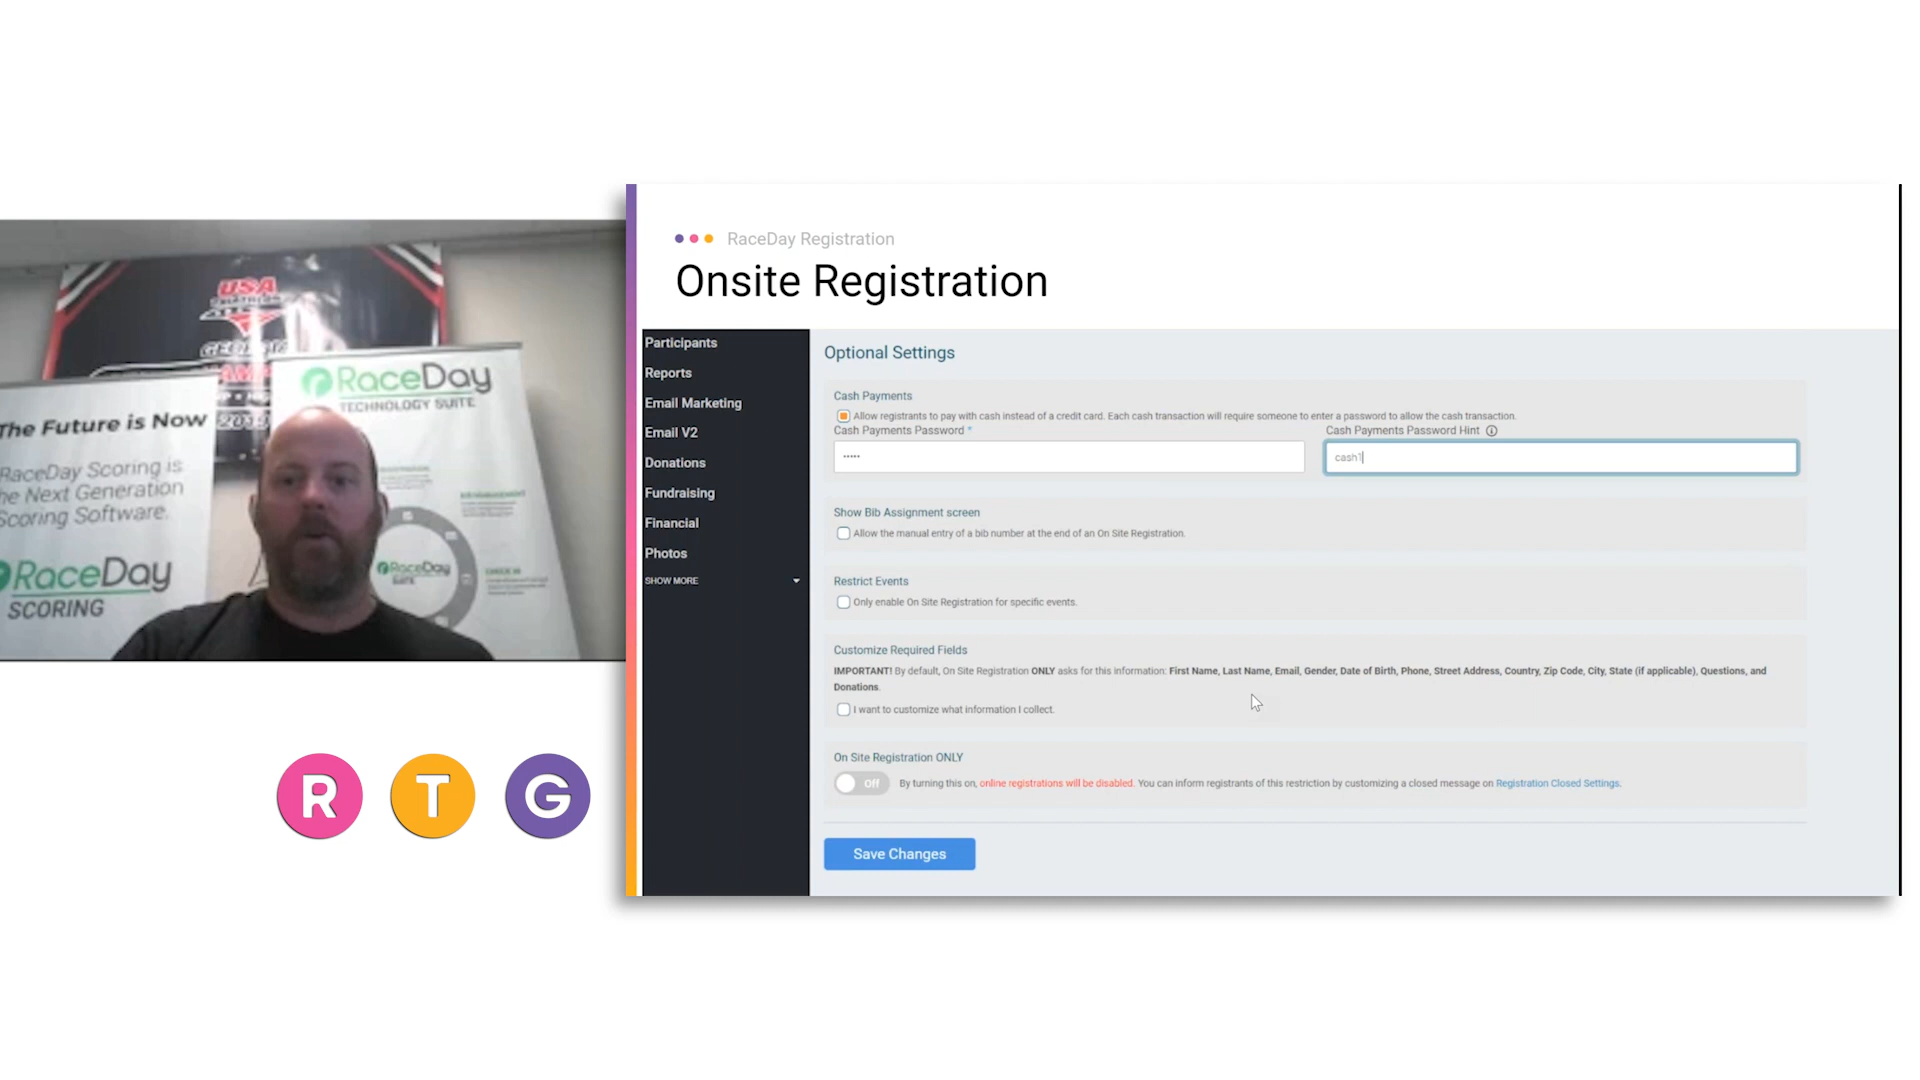 USA
TRIATHLON
2019
The Future is Now
RaceDay Scoring is
the Next Generation
Scoring Software.
RaceDay
SCORING
RaceDay
TECHNOLOGY SUITE
RaceDay
SUITE
CHECK IN
R T G
RaceDay Registration
Onsite Registration
Participants
Reports
Email Marketing
Email V2
Donations
Fundraising
Financial
Photos
SHOW MORE
Optional Settings
Cash Payments
Allow registrants to pay with cash instead of a credit card. Each cash transaction will require someone to enter a password to allow the cash transaction.
Cash Payments Password * Cash Payments Password Hint
••••• cash1
Show Bib Assignment screen
Allow the manual entry of a bib number at the end of an On Site Registration.
Restrict Events
Only enable On Site Registration for specific events.
Customize Required Fields
IMPORTANT! By default, On Site Registration ONLY asks for this information: First Name, Last Name, Email, Gender, Date of Birth, Phone, Street Address, Country, Zip Code, City, State (if applicable), Questions, and
Donations.
I want to customize what information I collect.
On Site Registration ONLY
Off By turning this on, online registrations will be disabled. You can inform registrants of this restriction by customizing a closed message on Registration Closed Settings.
Save Changes